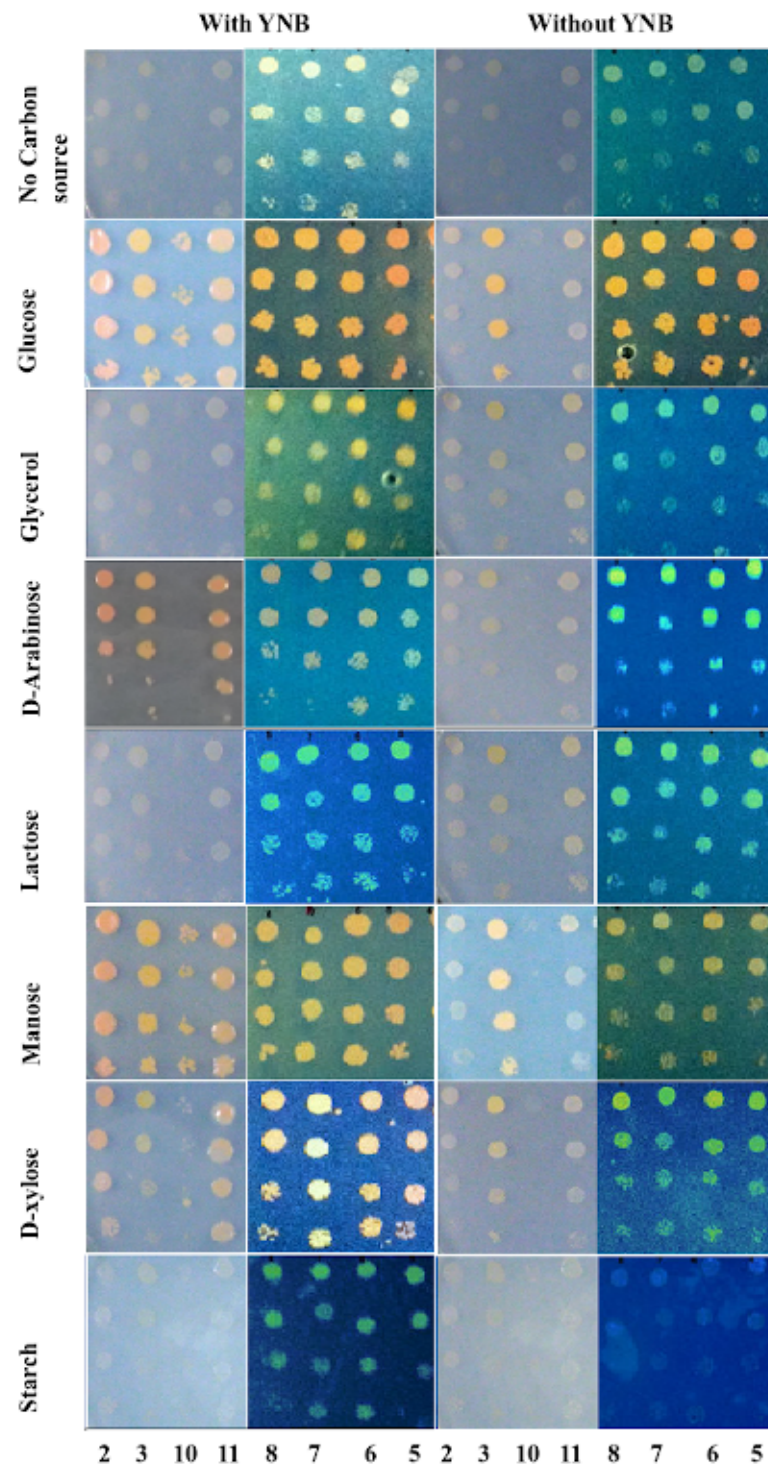 With YNB Without YNB
No Carbon
source
Glucose
Glycerol
D-Arabinose
Lactose
Manose
D-xylose
Starch
2 3 10 11 8 7 6 5 2 3 10 11 8 7 6 5